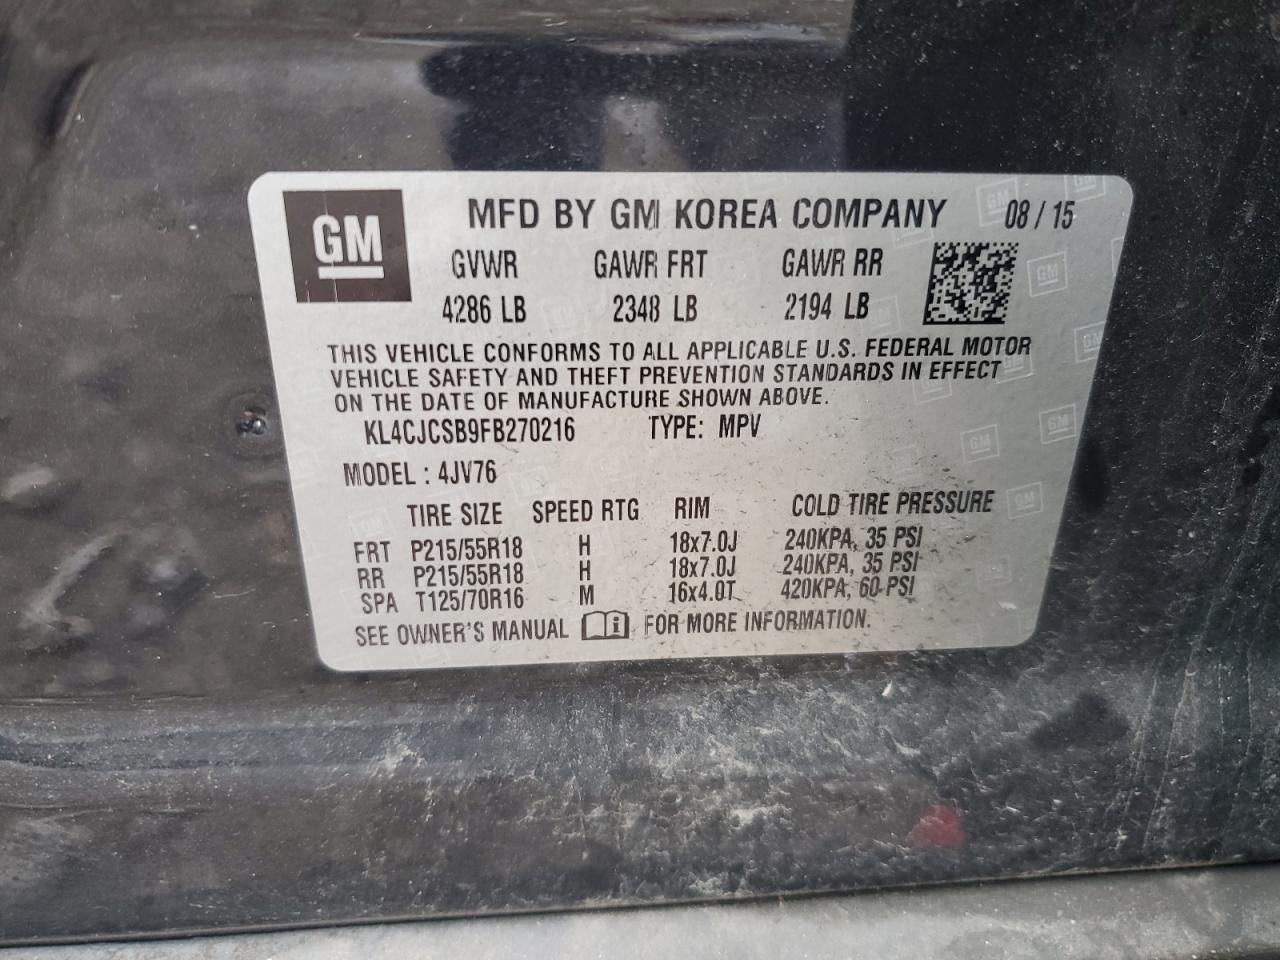 GM MFD BY GM KOREA COMPANY 08 / 15
GVWR GAWR FRT GAWR RR
4286 LB 2348 LB 2194 LB
THIS VEHICLE CONFORMS TO ALL APPLICABLE U.S. FEDERAL MOTOR
VEHICLE SAFETY AND THEFT PREVENTION STANDARDS IN EFFECT
ON THE DATE OF MANUFACTURE SHOWN ABOVE.
KL4CJCSB9FB270216 TYPE: MPV
MODEL : 4JV76
TIRE SIZE SPEED RTG RIM COLD TIRE PRESSURE
FRT P215/55R18 H 18x7.0J 240KPA, 35 PSI
RR P215/55R18 H 18x7.0J 240KPA, 35 PSI
SPA T125/70R16 M 16x4.0T 420KPA, 60 PSI
SEE OWNER'S MANUAL i FOR MORE INFORMATION.